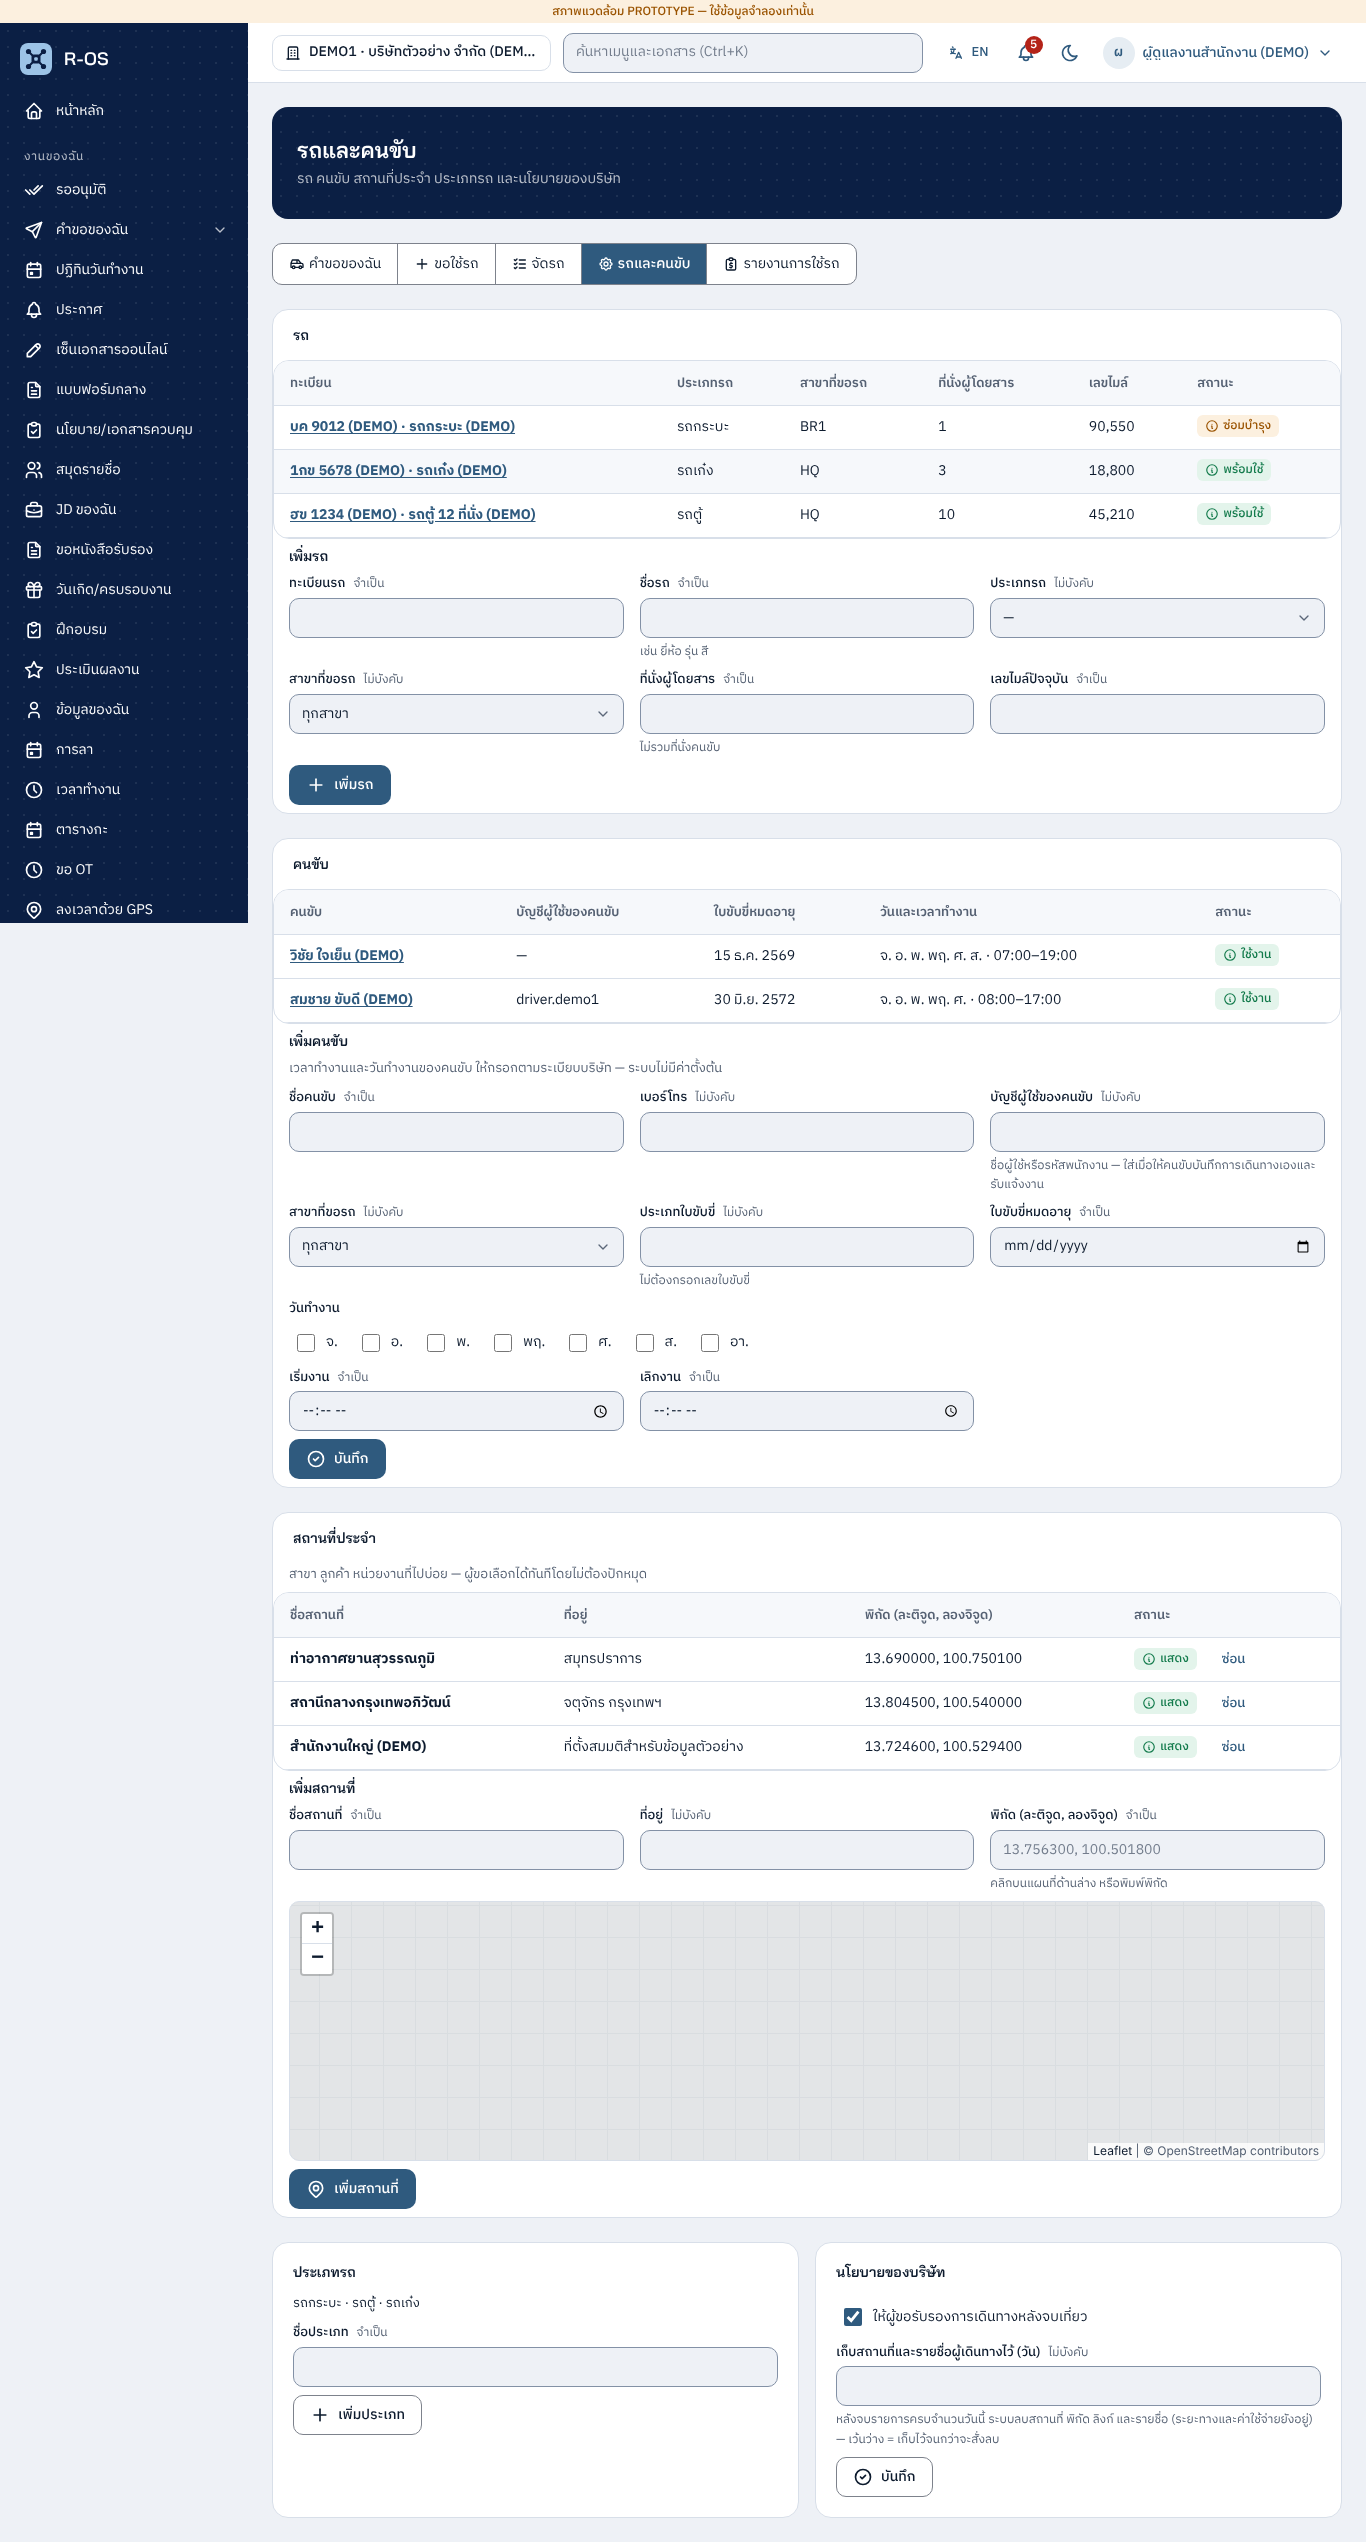 สภาพแวดล้อม PROTOTYPE — ใช้ข้อมูลจำลองเท่านั้น
R-OS
DEMO1 · บริษัทตัวอย่าง จำกัด (DEM...
ค้นหาเมนูและเอกสาร (Ctrl+K)
EN
5
ผ
ผู้ดูแลงานสำนักงาน (DEMO)
หน้าหลัก
งานของฉัน
รออนุมัติ
คำขอของฉัน
ปฏิทินวันทำงาน
ประกาศ
เซ็นเอกสารออนไลน์
แบบฟอร์มกลาง
นโยบาย/เอกสารควบคุม
สมุดรายชื่อ
JD ของฉัน
ขอหนังสือรับรอง
วันเกิด/ครบรอบงาน
ฝึกอบรม
ประเมินผลงาน
ข้อมูลของฉัน
การลา
เวลาทำงาน
ตารางกะ
ขอ OT
ลงเวลาด้วย GPS
รถและคนขับ
รถ คนขับ สถานที่ประจำ ประเภทรถ และนโยบายของบริษัท
คำขอของฉัน
ขอใช้รถ
จัดรถ
รถและคนขับ
รายงานการใช้รถ
รถ
ทะเบียน ประเภทรถ สาขาที่ขอรถ ที่นั่งผู้โดยสาร เลขไมล์ สถานะ
บค 9012 (DEMO) · รถกระบะ (DEMO) รถกระบะ BR1 1 90,550 ซ่อมบำรุง
1กข 5678 (DEMO) · รถเก๋ง (DEMO) รถเก๋ง HQ 3 18,800 พร้อมใช้
ฮข 1234 (DEMO) · รถตู้ 12 ที่นั่ง (DEMO) รถตู้ HQ 10 45,210 พร้อมใช้
เพิ่มรถ
ทะเบียนรถ จำเป็น ชื่อรถ จำเป็น ประเภทรถ ไม่บังคับ
—
เช่น ยี่ห้อ รุ่น สี
สาขาที่ขอรถ ไม่บังคับ ที่นั่งผู้โดยสาร จำเป็น เลขไมล์ปัจจุบัน จำเป็น
ทุกสาขา
ไม่รวมที่นั่งคนขับ
เพิ่มรถ
คนขับ
คนขับ บัญชีผู้ใช้ของคนขับ ใบขับขี่หมดอายุ วันและเวลาทำงาน สถานะ
วิชัย ใจเย็น (DEMO) — 15 ธ.ค. 2569 จ. อ. พ. พฤ. ศ. ส. · 07:00–19:00 ใช้งาน
สมชาย ขับดี (DEMO) driver.demo1 30 มิ.ย. 2572 จ. อ. พ. พฤ. ศ. · 08:00–17:00 ใช้งาน
เพิ่มคนขับ
เวลาทำงานและวันทำงานของคนขับ ให้กรอกตามระเบียบบริษัท — ระบบไม่มีค่าตั้งต้น
ชื่อคนขับ จำเป็น เบอร์โทร ไม่บังคับ บัญชีผู้ใช้ของคนขับ ไม่บังคับ
ชื่อผู้ใช้หรือรหัสพนักงาน — ใส่เมื่อให้คนขับบันทึกการเดินทางเองและ
รับแจ้งงาน
สาขาที่ขอรถ ไม่บังคับ ประเภทใบขับขี่ ไม่บังคับ ใบขับขี่หมดอายุ จำเป็น
ทุกสาขา mm/dd/yyyy
ไม่ต้องกรอกเลขใบขับขี่
วันทำงาน
จ. อ. พ. พฤ. ศ. ส. อา.
เริ่มงาน จำเป็น เลิกงาน จำเป็น
--:-- -- --:-- --
บันทึก
สถานที่ประจำ
สาขา ลูกค้า หน่วยงานที่ไปบ่อย — ผู้ขอเลือกได้ทันทีโดยไม่ต้องปักหมุด
ชื่อสถานที่ ที่อยู่ พิกัด (ละติจูด, ลองจิจูด) สถานะ
ท่าอากาศยานสุวรรณภูมิ สมุทรปราการ 13.690000, 100.750100 แสดง ซ่อน
สถานีกลางกรุงเทพอภิวัฒน์ จตุจักร กรุงเทพฯ 13.804500, 100.540000 แสดง ซ่อน
สำนักงานใหญ่ (DEMO) ที่ตั้งสมมติสำหรับข้อมูลตัวอย่าง 13.724600, 100.529400 แสดง ซ่อน
เพิ่มสถานที่
ชื่อสถานที่ จำเป็น ที่อยู่ ไม่บังคับ พิกัด (ละติจูด, ลองจิจูด) จำเป็น
13.756300, 100.501800
คลิกบนแผนที่ด้านล่าง หรือพิมพ์พิกัด
+
−
Leaflet | © OpenStreetMap contributors
เพิ่มสถานที่
ประเภทรถ
รถกระบะ · รถตู้ · รถเก๋ง
ชื่อประเภท จำเป็น
เพิ่มประเภท
นโยบายของบริษัท
ให้ผู้ขอรับรองการเดินทางหลังจบเที่ยว
เก็บสถานที่และรายชื่อผู้เดินทางไว้ (วัน) ไม่บังคับ
หลังจบรายการครบจำนวนวันนี้ ระบบลบสถานที่ พิกัด ลิงก์ และรายชื่อ (ระยะทางและค่าใช้จ่ายยังอยู่)
— เว้นว่าง = เก็บไว้จนกว่าจะสั่งลบ
บันทึก